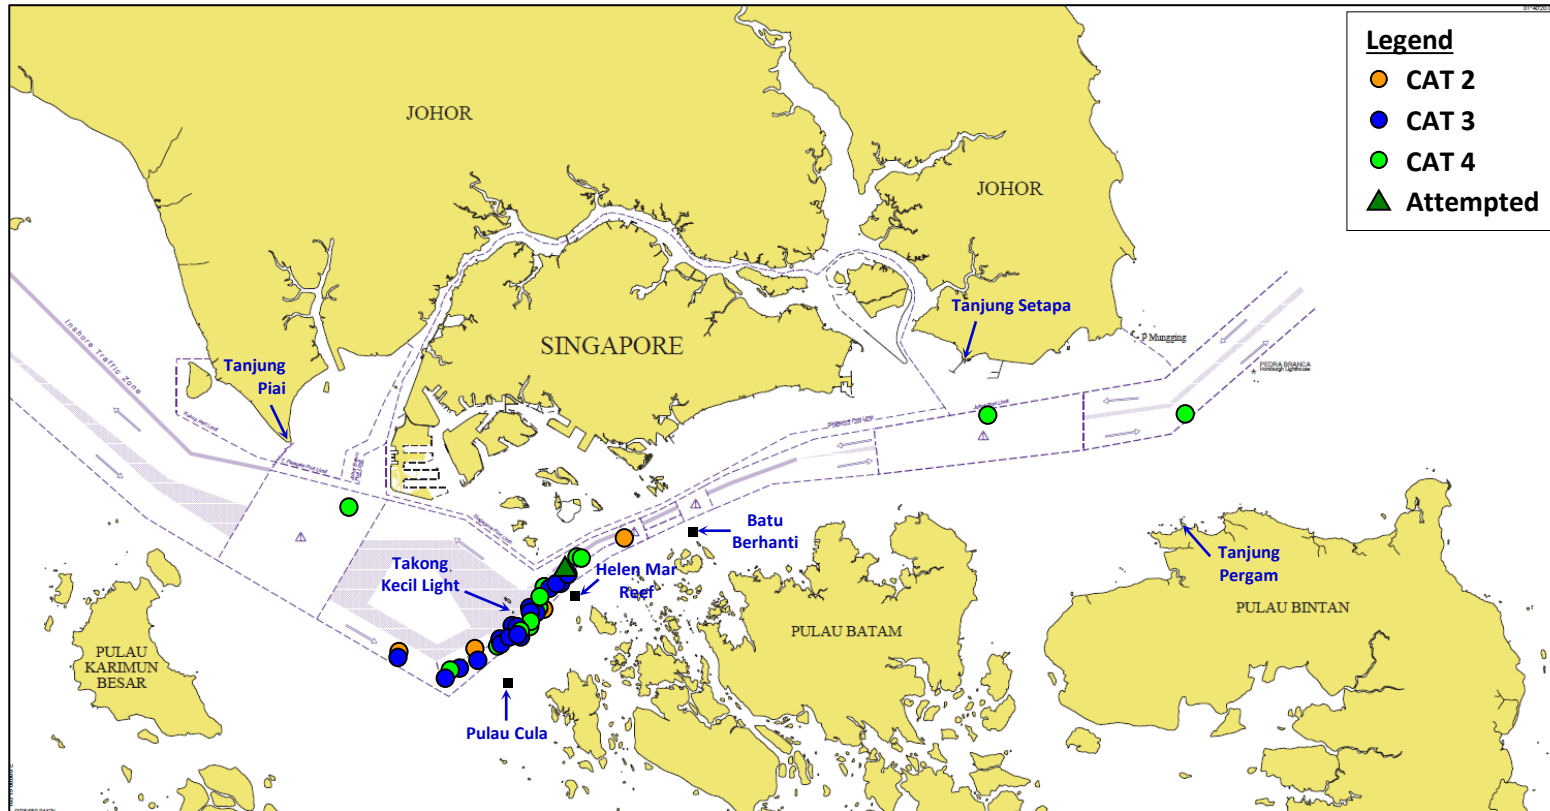 Legend
CAT 2
CAT 3
CAT 4
Attempted
JOHOR
JOHOR
SINGAPORE
Tanjung Setapa
P Mungging
PEDRA BRANCA
Horsburgh Lighthouse
Inshore Traffic Zone
Tanjung
Piai
Batu
Berhanti
Takong
Kecil Light
Helen Mar
Reef
Tanjung
Pergam
PULAU BINTAN
PULAU BATAM
PULAU
KARIMUN
BESAR
Pulau Cula